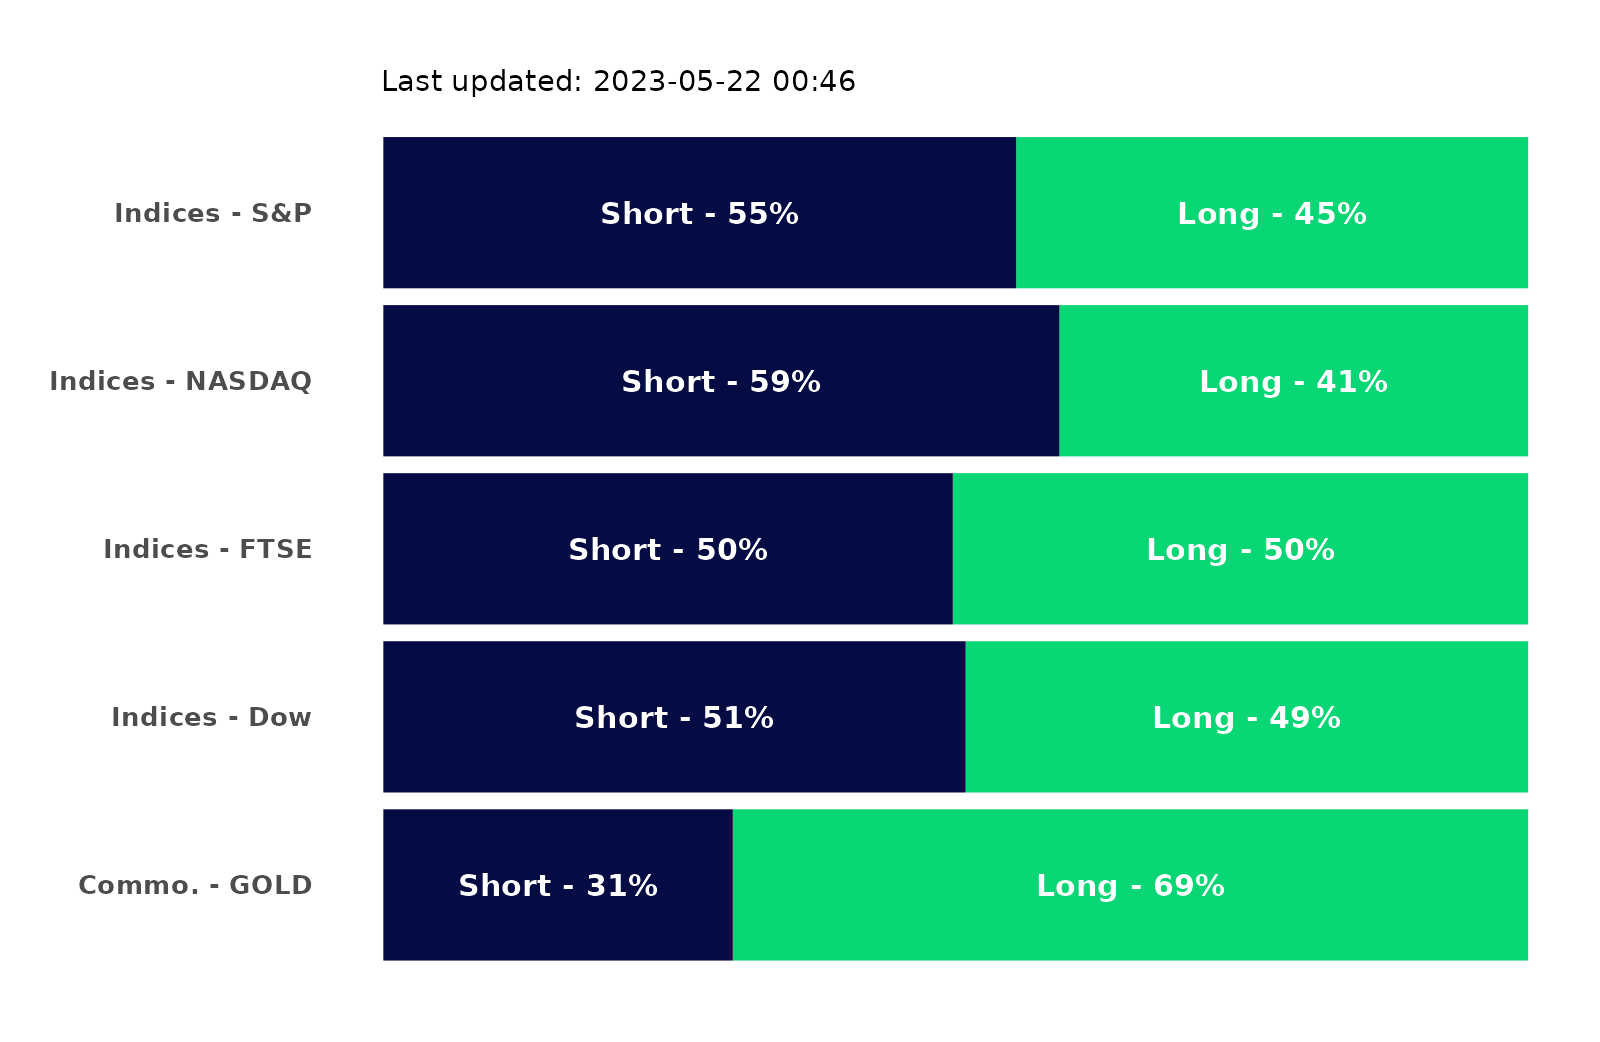 Last updated: 2023-05-22 00:46
Indices - S&P Short - 55% Long - 45%
Indices - NASDAQ Short - 59% Long - 41%
Indices - FTSE Short - 50% Long - 50%
Indices - Dow Short - 51% Long - 49%
Commo. - GOLD Short - 31% Long - 69%